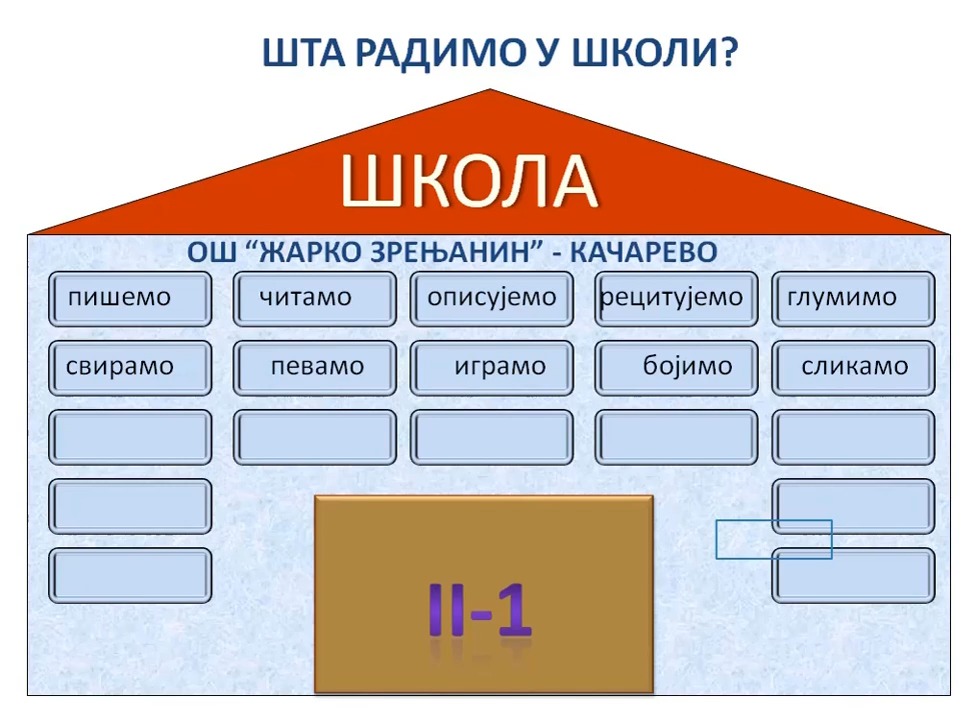 ШТА РАДИМО У ШКОЛИ?
ШКОЛА
ОШ “ЖАРКО ЗРЕЊАНИН” - КАЧАРЕВО
пишемо читамо описујемо рецитујемо глумимо
свирамо певамо играмо бојимо сликамо
II-1